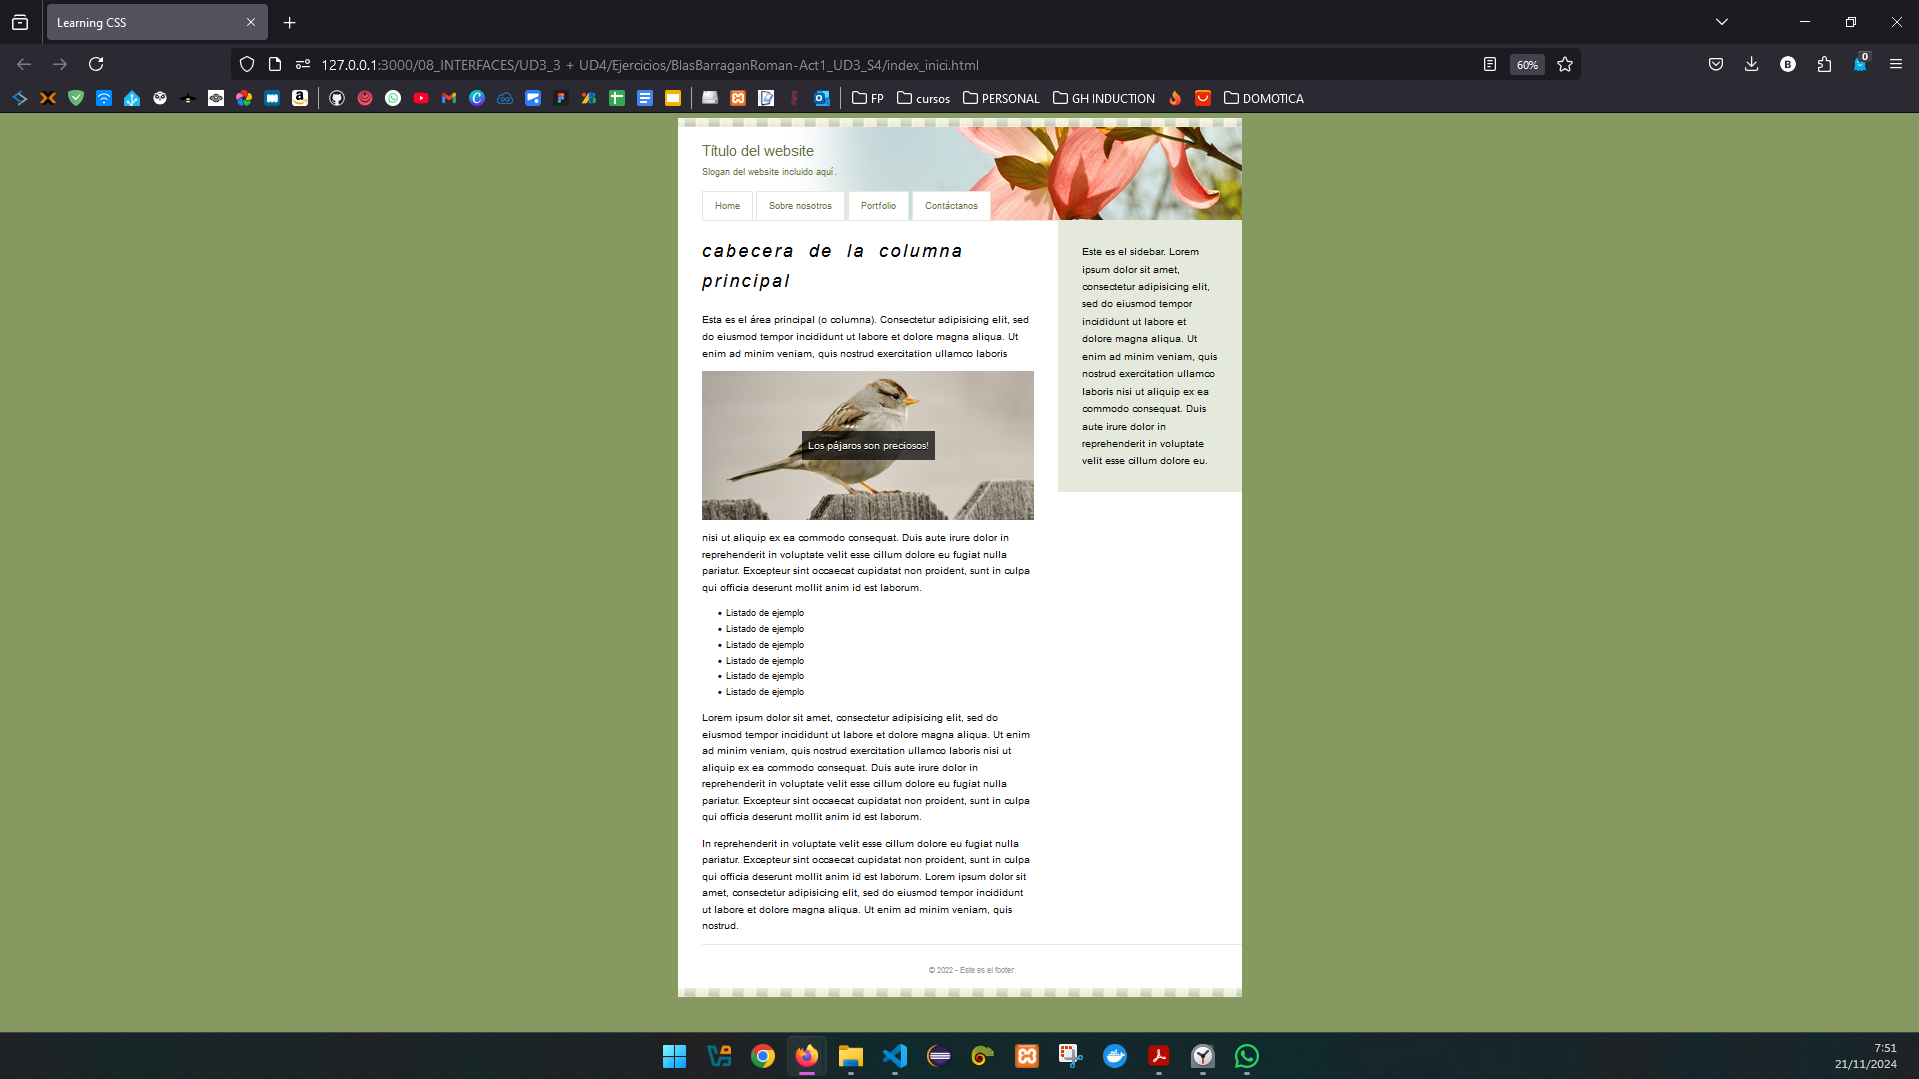 Learning CSS
127.0.0.1:3000/08_INTERFACES/UD3_3 + UD4/Ejercicios/BlasBarraganRoman-Act1_UD3_S4/index_inici.html
60%
B
0
FP
cursos
PERSONAL
GH INDUCTION
DOMOTICA
Título del website
Slogan del website incluido aquí.
Home
Sobre nosotros
Portfolio
Contáctanos
cabecera de la columna
principal
Esta es el área principal (o columna). Consectetur adipisicing elit, sed
do eiusmod tempor incididunt ut labore et dolore magna aliqua. Ut
enim ad minim veniam, quis nostrud exercitation ullamco laboris
Los pájaros son preciosos!
nisi ut aliquip ex ea commodo consequat. Duis aute irure dolor in
reprehenderit in voluptate velit esse cillum dolore eu fugiat nulla
pariatur. Excepteur sint occaecat cupidatat non proident, sunt in culpa
qui officia deserunt mollit anim id est laborum.
• Listado de ejemplo
• Listado de ejemplo
• Listado de ejemplo
• Listado de ejemplo
• Listado de ejemplo
• Listado de ejemplo
Lorem ipsum dolor sit amet, consectetur adipisicing elit, sed do
eiusmod tempor incididunt ut labore et dolore magna aliqua. Ut enim
ad minim veniam, quis nostrud exercitation ullamco laboris nisi ut
aliquip ex ea commodo consequat. Duis aute irure dolor in
reprehenderit in voluptate velit esse cillum dolore eu fugiat nulla
pariatur. Excepteur sint occaecat cupidatat non proident, sunt in culpa
qui officia deserunt mollit anim id est laborum.
In reprehenderit in voluptate velit esse cillum dolore eu fugiat nulla
pariatur. Excepteur sint occaecat cupidatat non proident, sunt in culpa
qui officia deserunt mollit anim id est laborum. Lorem ipsum dolor sit
amet, consectetur adipisicing elit, sed do eiusmod tempor incididunt
ut labore et dolore magna aliqua. Ut enim ad minim veniam, quis
nostrud.
Este es el sidebar. Lorem
ipsum dolor sit amet,
consectetur adipisicing elit,
sed do eiusmod tempor
incididunt ut labore et
dolore magna aliqua. Ut
enim ad minim veniam, quis
nostrud exercitation ullamco
laboris nisi ut aliquip ex ea
commodo consequat. Duis
aute irure dolor in
reprehenderit in voluptate
velit esse cillum dolore eu.
© 2022 - Este es el footer.
7:51
21/11/2024